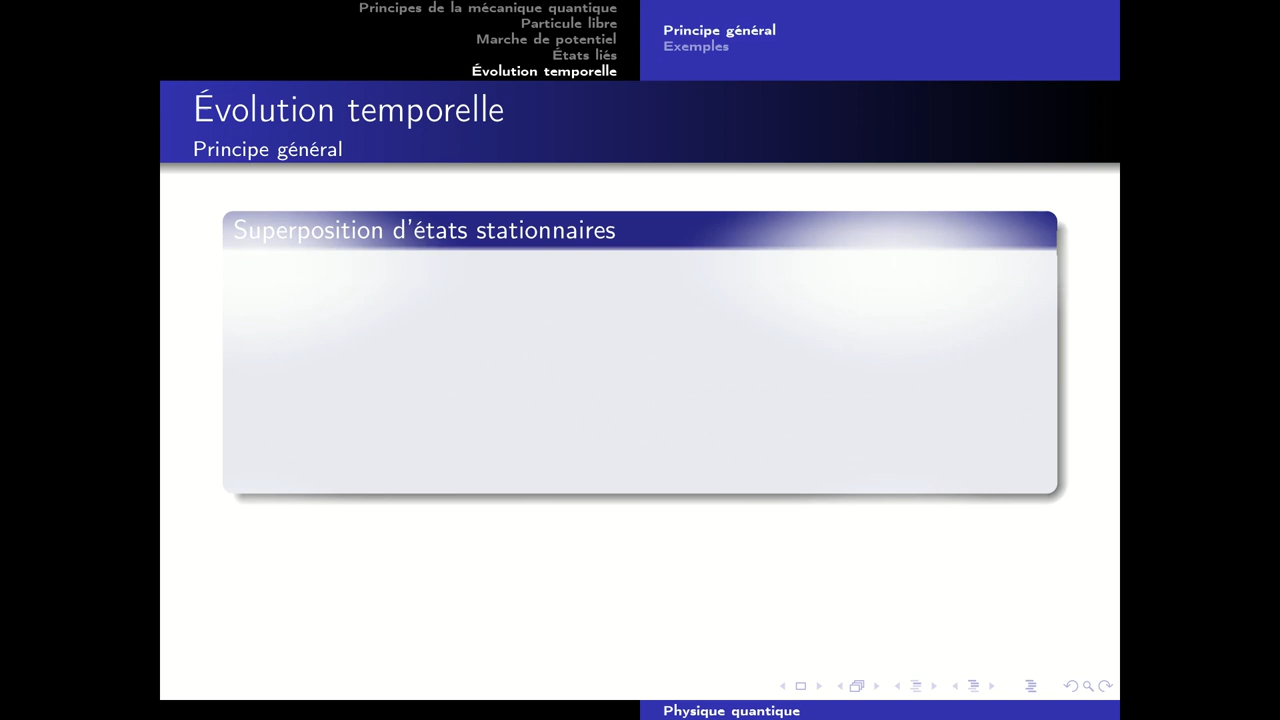 Principes de la mécanique quantique
Particule libre
Marche de potentiel
États liés
Évolution temporelle
Principe général
Exemples
Évolution temporelle
Principe général
Superposition d'états stationnaires
Physique quantique